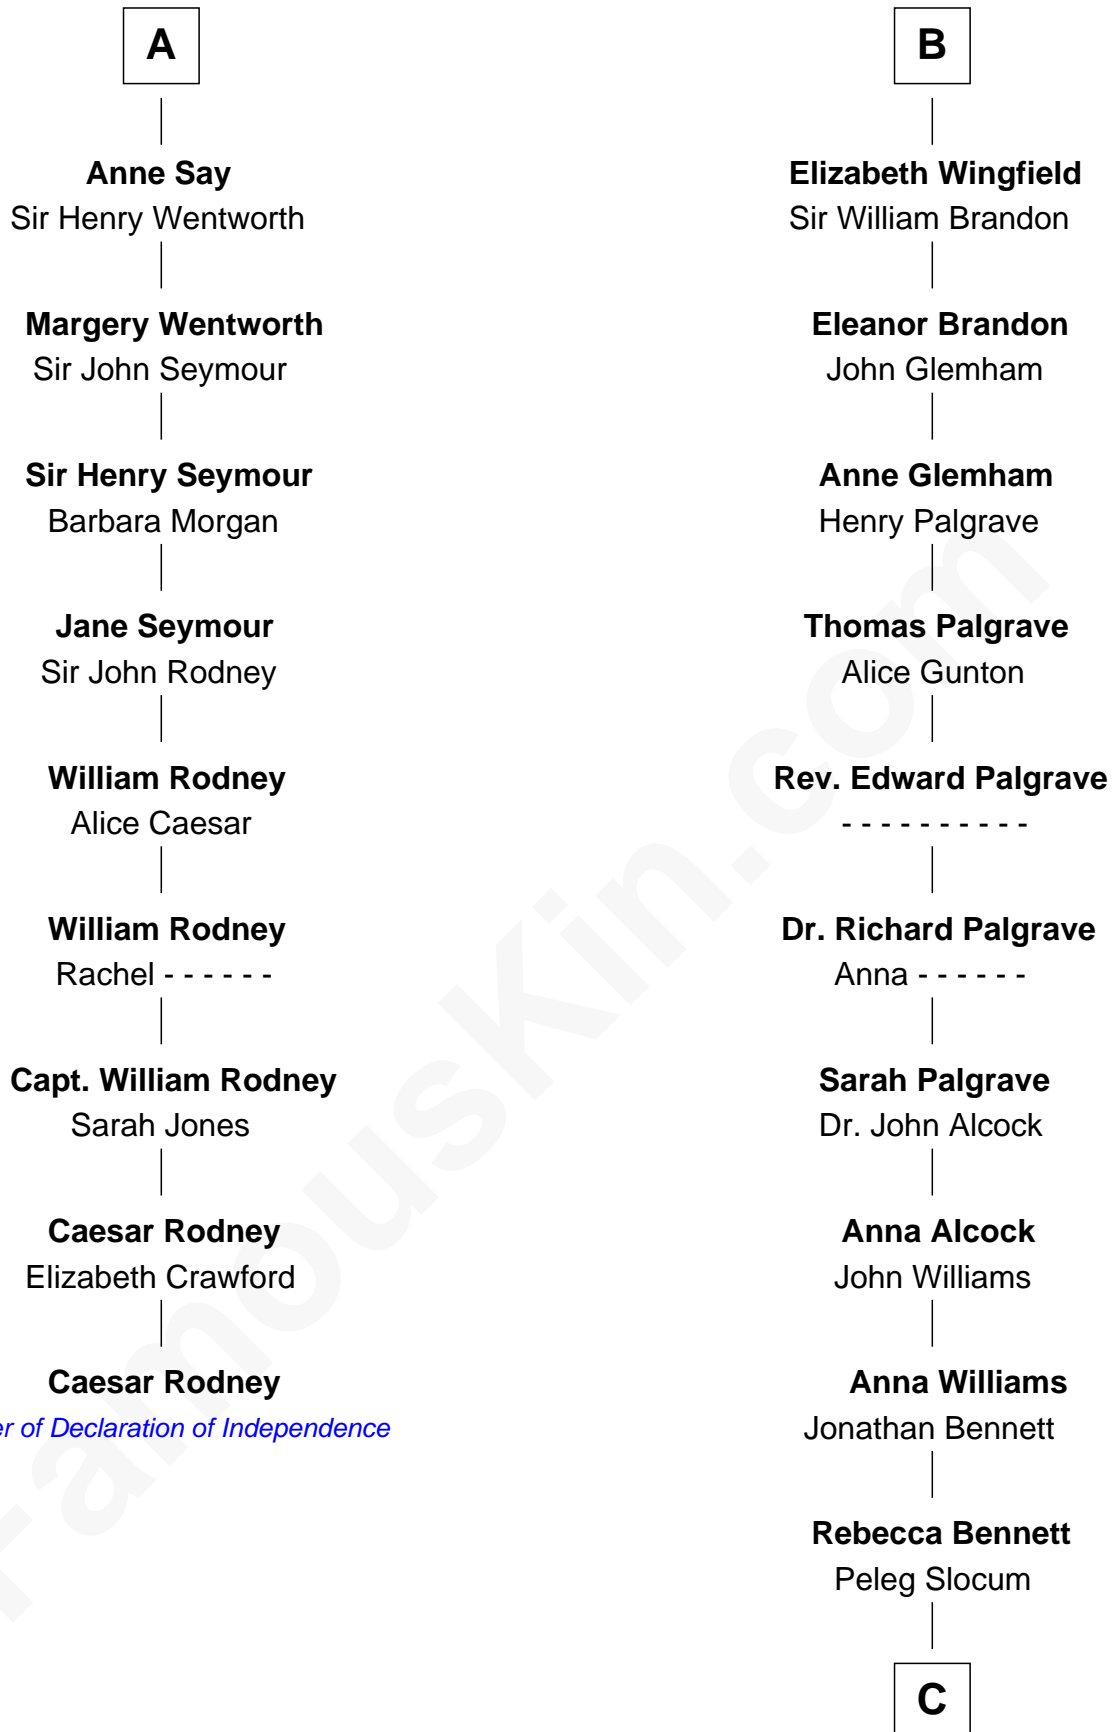 A
Anne Say
Sir Henry Wentworth
Margery Wentworth
Sir John Seymour
Sir Henry Seymour
Barbara Morgan
Jane Seymour
Sir John Rodney
William Rodney
Alice Caesar
William Rodney
Rachel - - - - - -
Capt. William Rodney
Sarah Jones
Caesar Rodney
Elizabeth Crawford
Caesar Rodney
of Declaration of Independence
B
Elizabeth Wingfield
Sir William Brandon
Eleanor Brandon
John Glemham
Anne Glemham
Henry Palgrave
Thomas Palgrave
Alice Gunton
Rev. Edward Palgrave
- - - - - - - - - -
Dr. Richard Palgrave
Anna - - - - - -
Sarah Palgrave
Dr. John Alcock
Anna Alcock
John Williams
Anna Williams
Jonathan Bennett
Rebecca Bennett
Peleg Slocum
C
FamousKin.com